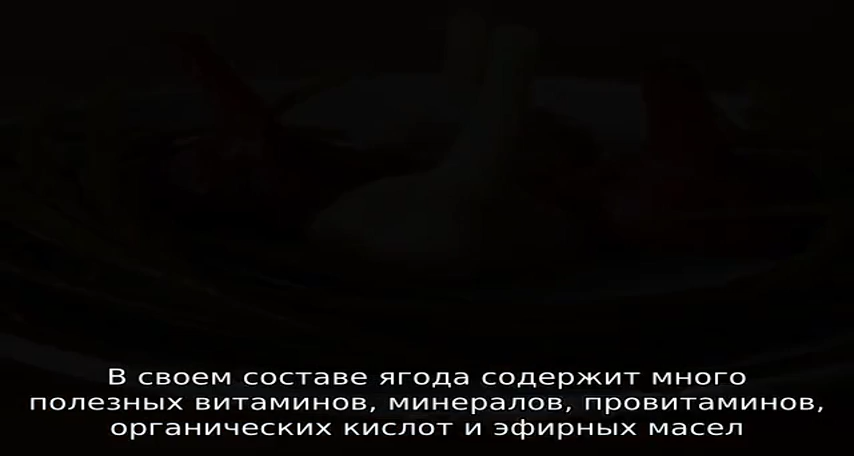 В своем составе ягода содержит много
полезных витаминов, минералов, провитаминов,
органических кислот и эфирных масел